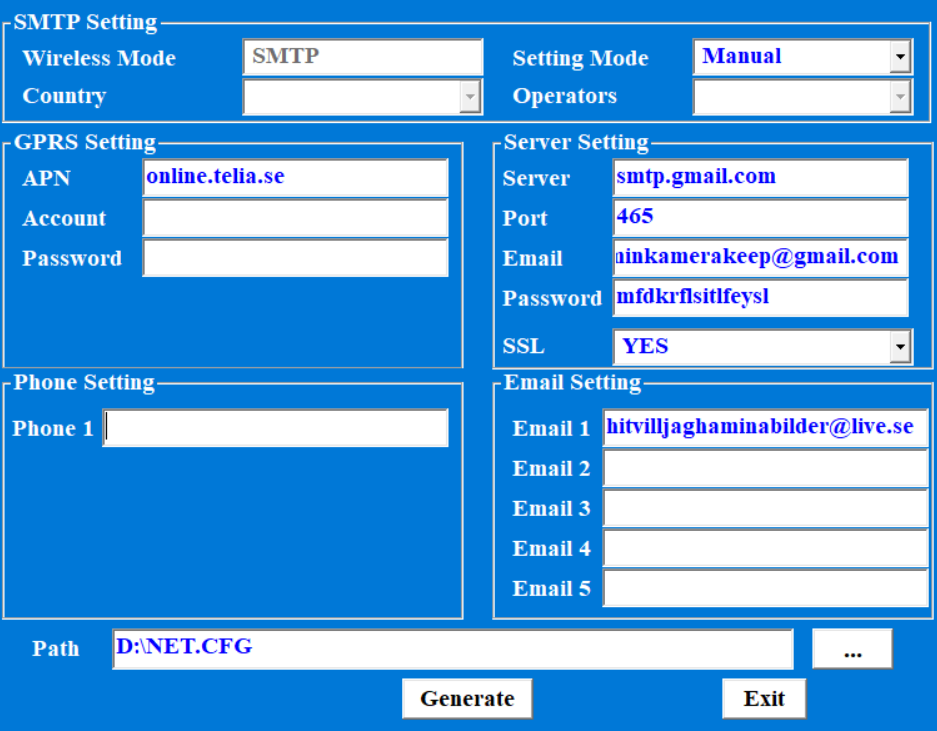 SMTP Setting
Wireless Mode SMTP Setting Mode Manual
Country Operators
GPRS Setting
APN online.telia.se
Account
Password
Server Setting
Server smtp.gmail.com
Port 465
Email minkamerakeep@gmail.com
Password mfdkrflsitlfeysl
SSL YES
Phone Setting
Phone 1
Email Setting
Email 1 hitvilljaghaminabilder@live.se
Email 2
Email 3
Email 4
Email 5
Path D:\NET.CFG ...
Generate Exit